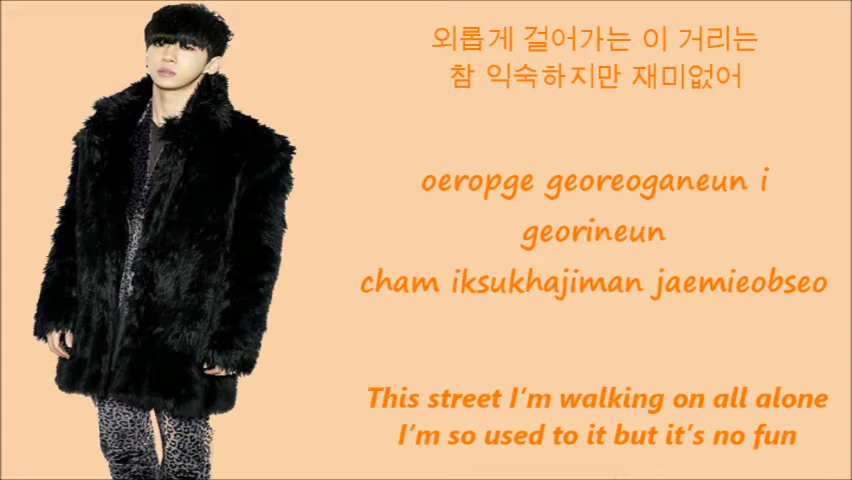 외롭게 걸어가는 이 거리는
참 익숙하지만 재미없어
oeropge georeoganeun i
georineun
cham iksukhajiman jaemieobseo
This street I'm walking on all alone
I'm so used to it but it's no fun